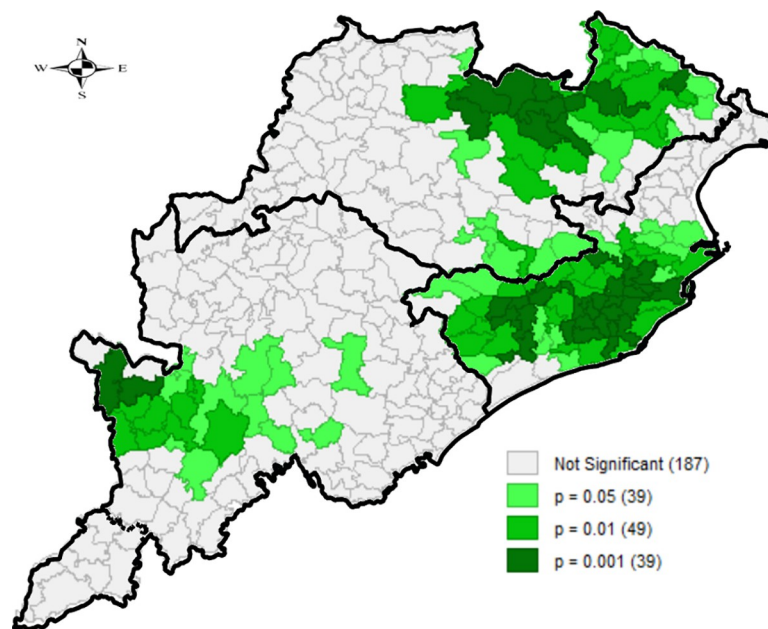 N
W E
S
Not Significant (187)
p = 0.05 (39)
p = 0.01 (49)
p = 0.001 (39)